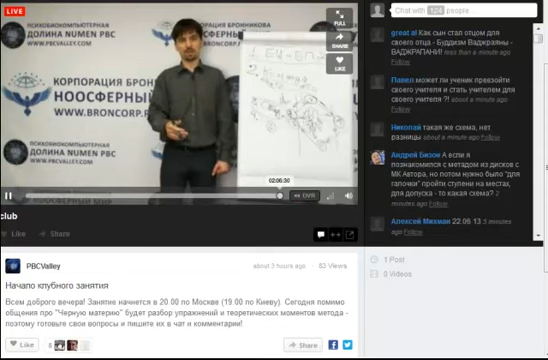 LIVE
ПСИХОБИОКОМПЬЮТЕРНАЯ
ДОЛИНА NUMEN PBC
WWW.PBCVALLEY.COM
КОРПОРАЦИЯ БРОННИКОВА
НООСФЕРНЫЙ
WWW.BRONCORP.
FULL
SHARE
LIKE
02:06:30
DVR
club
Like
Share
Chat with 124 people...
great al Как сын стал отцом для
своего отца - Буддизм Ваджраяны -
ВАДЖРАПАНИ! less than a minute ago
Follow
Павел может ли ученик превзойти
своего учителя и стать учителем для
своего учителя ?! about a minute ago
Follow
Николай такая же схема, нет
разницы about a minute ago Follow
Андрей Бизон А если я
познакомился с метадом из дисков с
МК Автора, но потом нужно было "для
галочки" пройти ступени на местах,
для допуска - то какая схема? 2
minutes ago Follow
Алексей Михман 22 06 13 5 minutes
ago Follow
1 Post
0 Videos
PBCValley
about 3 hours ago
83 Views
Начало клубного занятия
Всем доброго вечера! Занятие начнется в 20.00 по Москве (19.00 по Киеву). Сегодня помимо
общения про "Черную материю" будет разбор упражнений и теоретических моментов метода -
поэтому готовьте свои вопросы и пишите их в чат и комментарии!
Like
6
Share